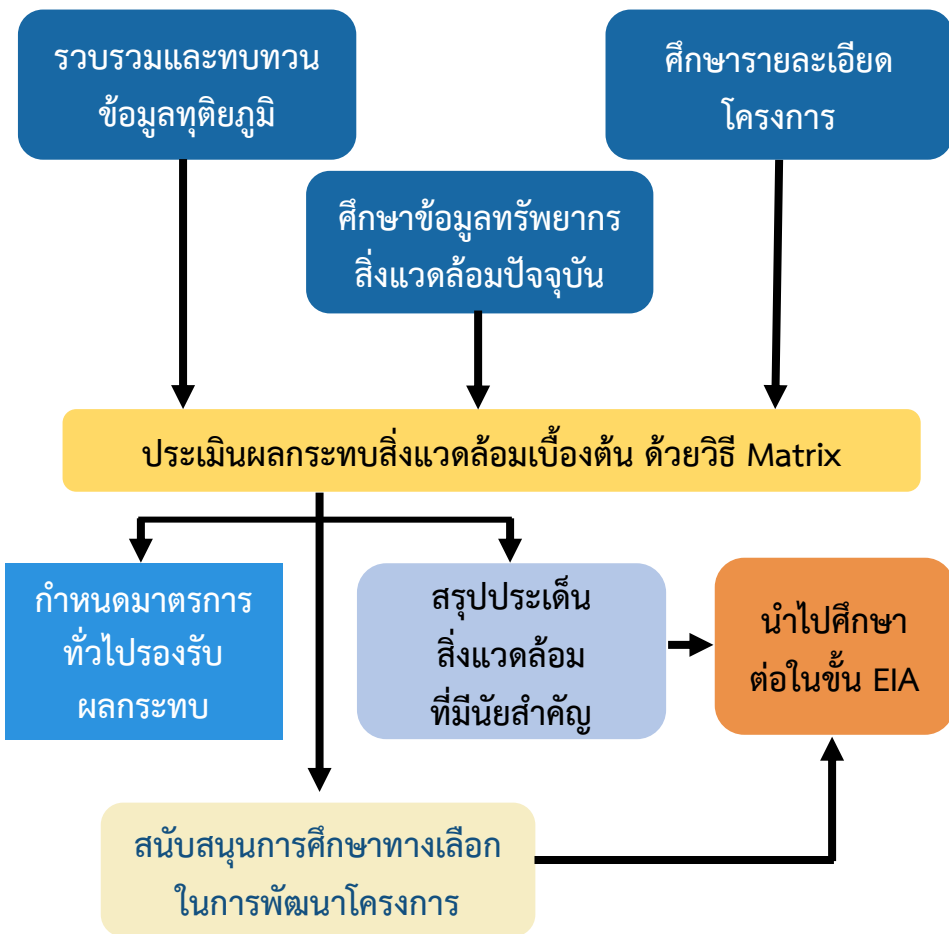 รวบรวมและทบทวน
ข้อมูลทุติยภูมิ
ศึกษารายละเอียด
โครงการ
ศึกษาข้อมูลทรัพยากร
สิ่งแวดล้อมปัจจุบัน
ประเมินผลกระทบสิ่งแวดล้อมเบื้องต้น ด้วยวิธี Matrix
กำหนดมาตรการ
ทั่วไปรองรับ
ผลกระทบ
สรุปประเด็น
สิ่งแวดล้อม
ที่มีนัยสำคัญ
นำไปศึกษา
ต่อในขั้น EIA
สนับสนุนการศึกษาทางเลือก
ในการพัฒนาโครงการ